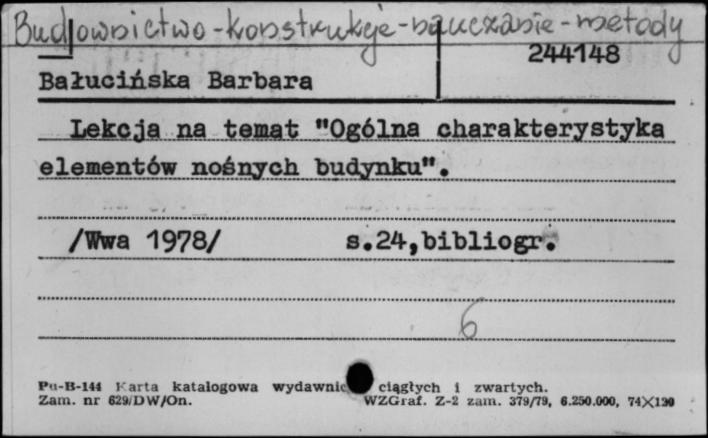 Budownictwo-konstrukcje-nauczanie-metody
244148
Bałucińska Barbara
Lekcja na temat "Ogólna charakterystyka
elementów nośnych budynku".
/Wwa 1978/ s.24,bibliogr.
6
Pu-B-144 Karta katalogowa wydawnic ciągłych i zwartych.
Zam. nr 629/DW/On. WZGraf. Z-2 zam. 379/79, 6.250.000, 74X120